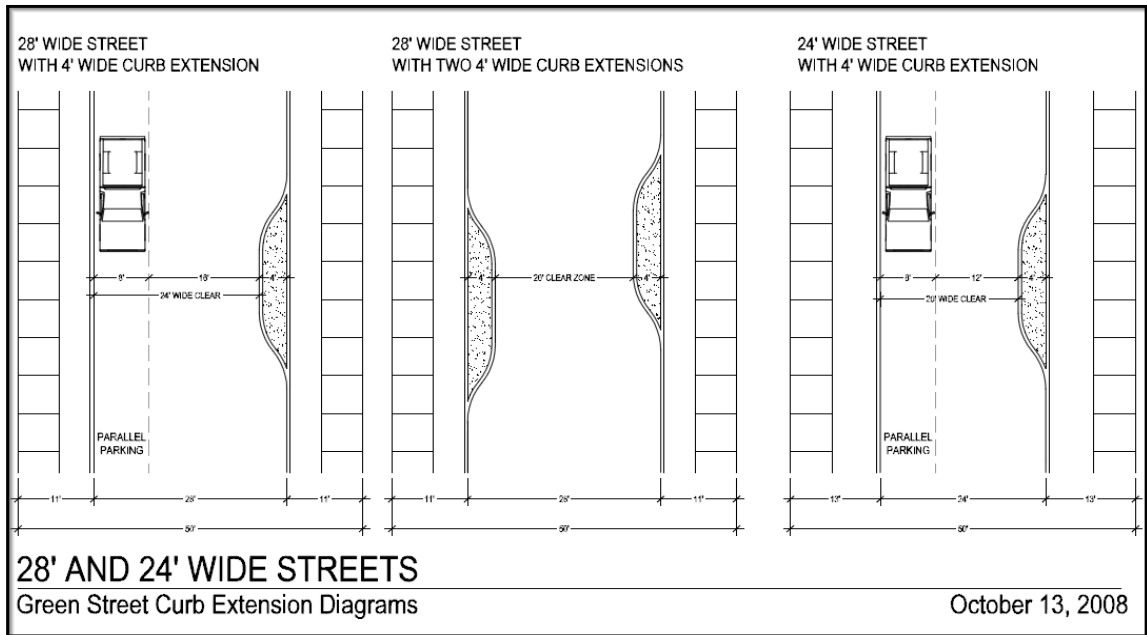 28' WIDE STREET
WITH 4' WIDE CURB EXTENSION
8'
16'
4'
24' WIDE CLEAR
PARALLEL
PARKING
11'
28'
11'
50'
28' WIDE STREET
WITH TWO 4' WIDE CURB EXTENSIONS
4'
20' CLEAR ZONE
4'
11'
28'
11'
50'
24' WIDE STREET
WITH 4' WIDE CURB EXTENSION
8'
12'
4'
20' WIDE CLEAR
PARALLEL
PARKING
13'
24'
13'
50'
28' AND 24' WIDE STREETS
Green Street Curb Extension Diagrams
October 13, 2008